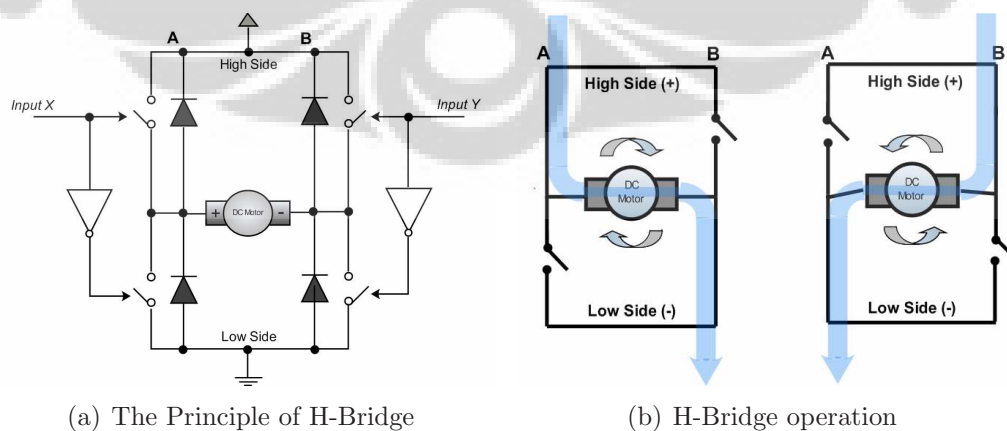 A
B
High Side
Input X
Input Y
+
DC Motor
-
Low Side
A
B
High Side (+)
DC
Motor
Low Side (-)
A
B
High Side (+)
DC
Motor
Low Side (-)
(a) The Principle of H-Bridge
(b) H-Bridge operation